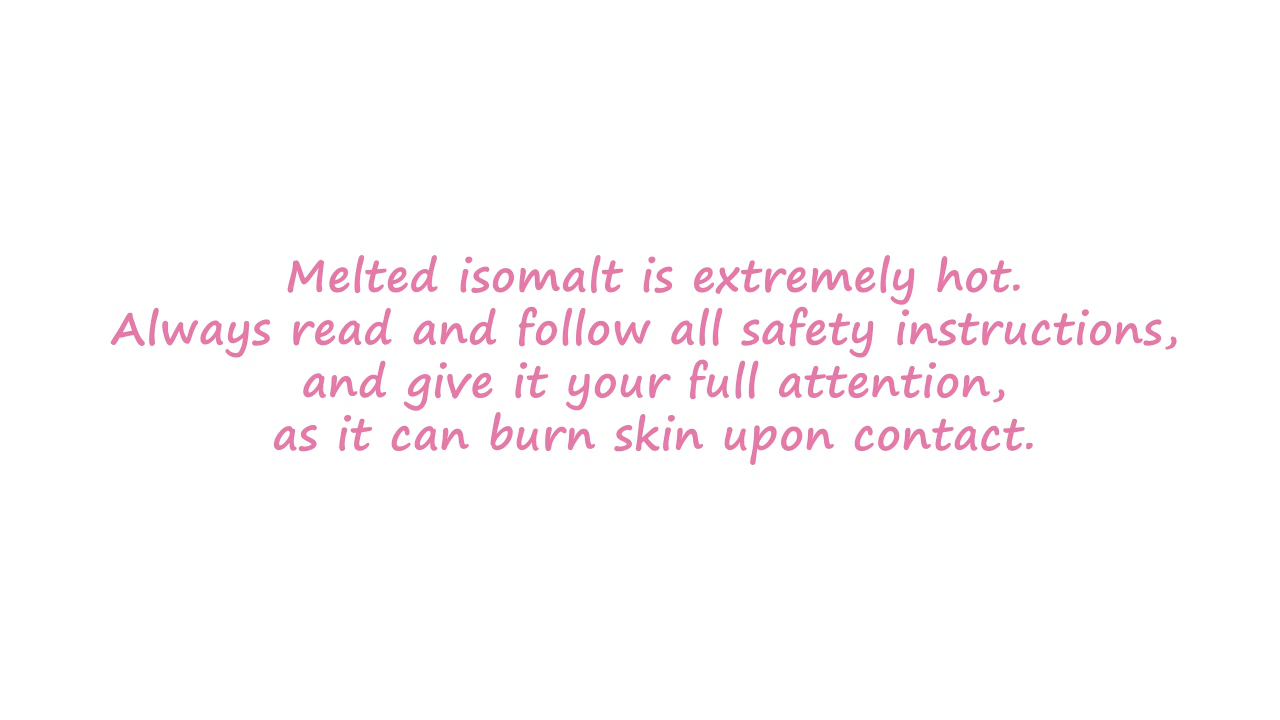 Melted isomalt is extremely hot.
Always read and follow all safety instructions,
and give it your full attention,
as it can burn skin upon contact.